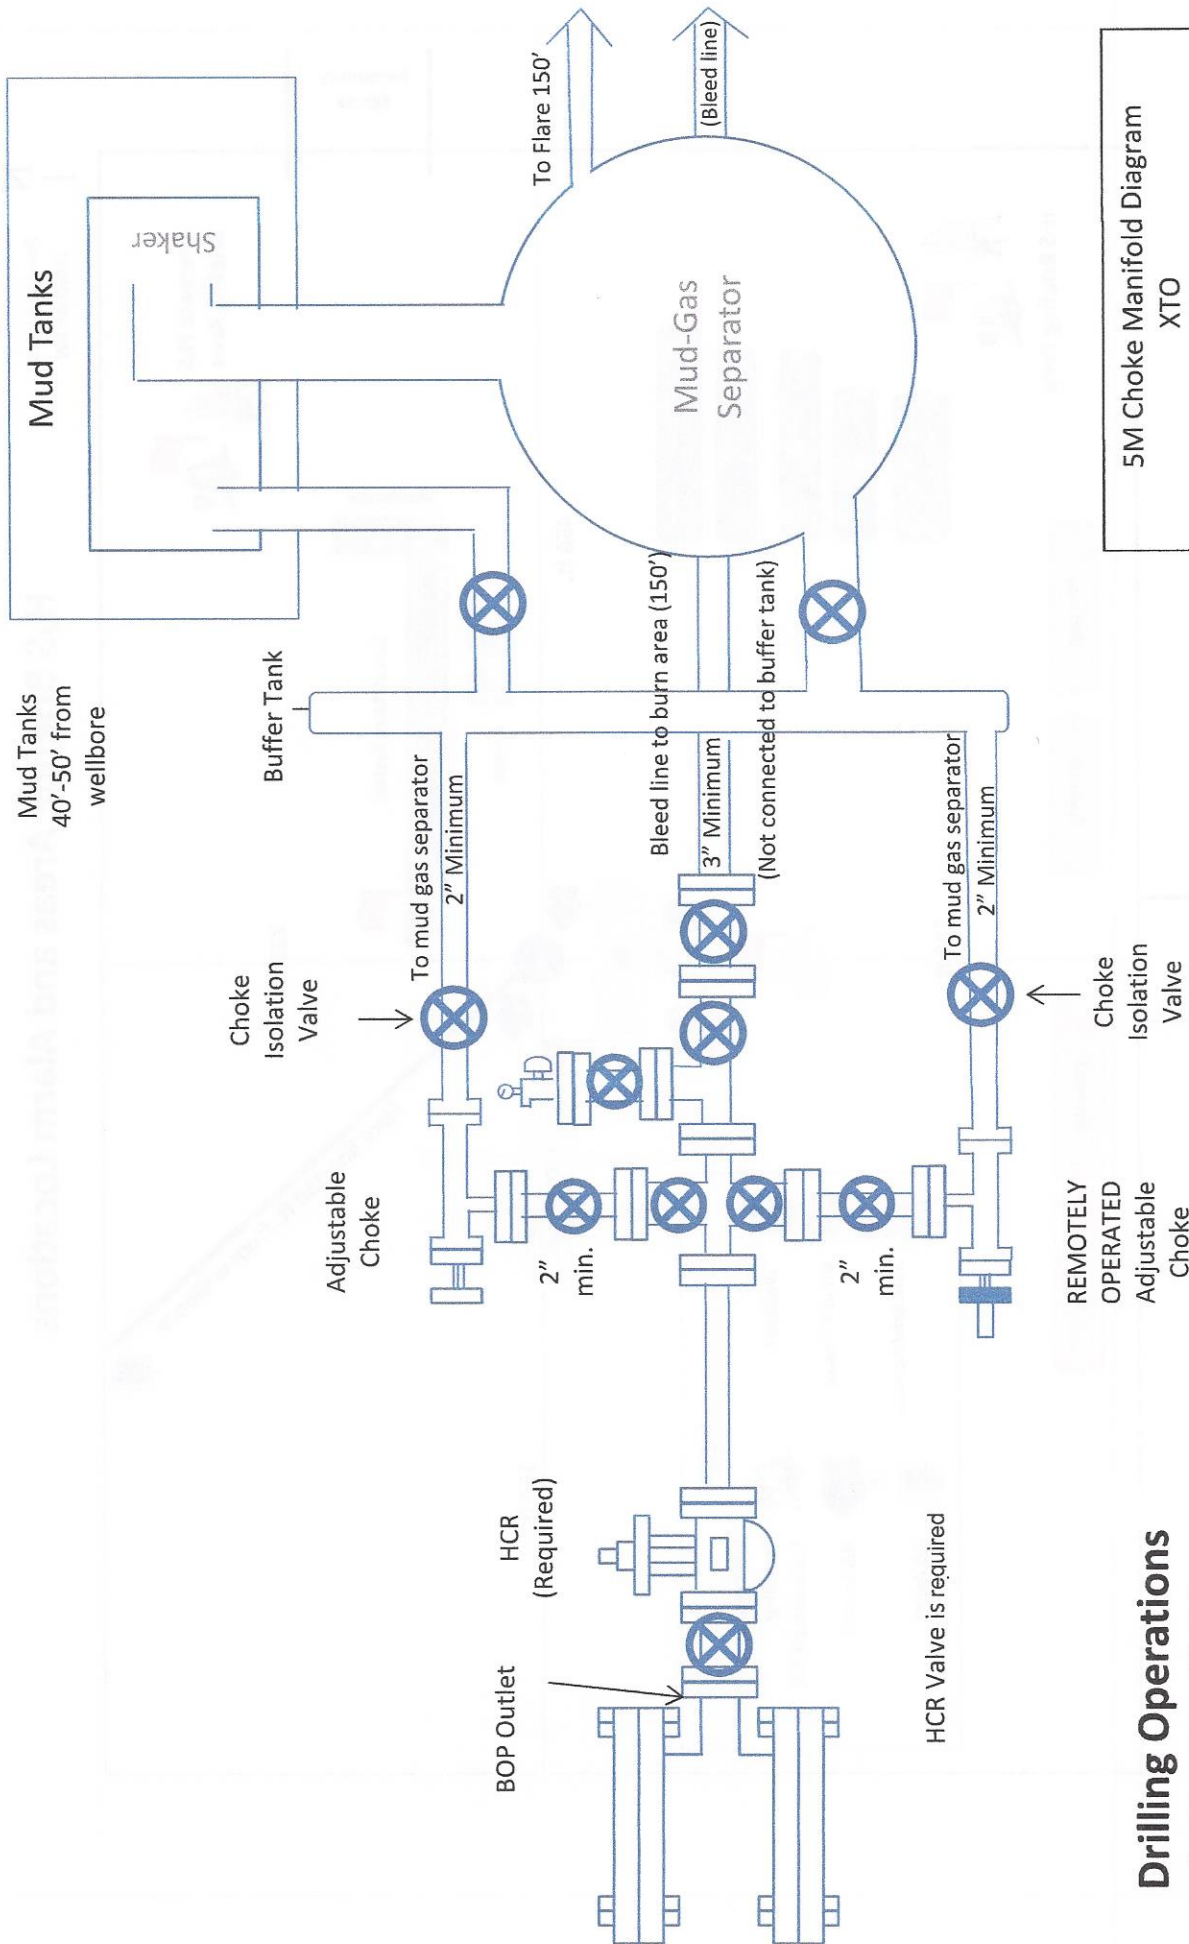 Mud Tanks
40'-50' from
wellbore
Mud Tanks
Shaker
Buffer Tank
To Flare 150'
(Bleed line)
Mud-Gas
Separator
Choke
Isolation
Valve
To mud gas separator
2" Minimum
Bleed line to burn area (150')
3" Minimum
(Not connected to buffer tank)
To mud gas separator
2" Minimum
Choke
Isolation
Valve
Adjustable
Choke
2"
min.
2"
min.
REMOTELY
OPERATED
Adjustable
Choke
HCR
(Required)
BOP Outlet
HCR Valve is required
Drilling Operations
5M Choke Manifold Diagram
XTO